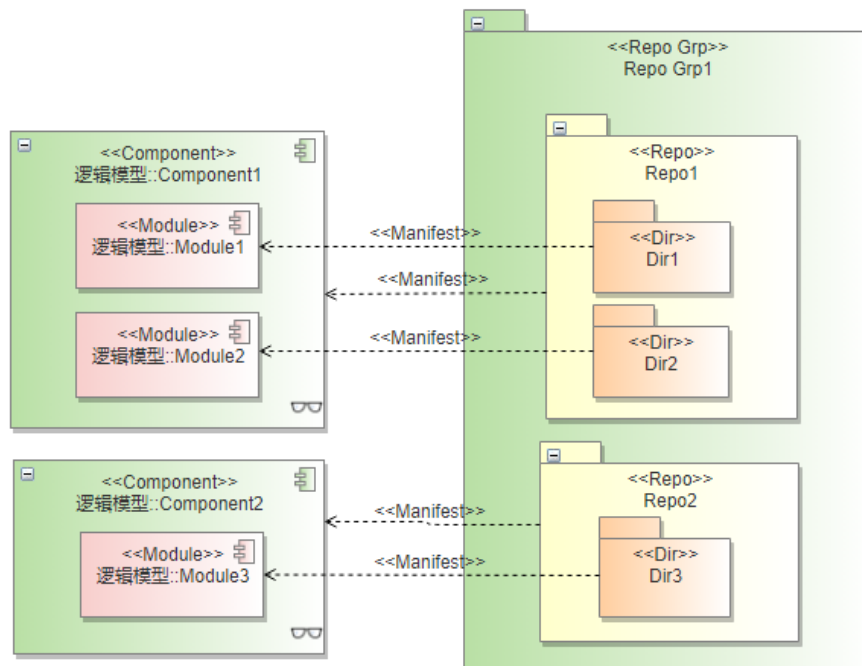 <<Repo Grp>>
Repo Grp1
<<Component>>
逻辑模型::Component1
<<Module>>
逻辑模型::Module1
<<Module>>
逻辑模型::Module2
<<Manifest>>
<<Manifest>>
<<Manifest>>
<<Repo>>
Repo1
<<Dir>>
Dir1
<<Dir>>
Dir2
<<Component>>
逻辑模型::Component2
<<Module>>
逻辑模型::Module3
<<Manifest>>
<<Manifest>>
<<Repo>>
Repo2
<<Dir>>
Dir3